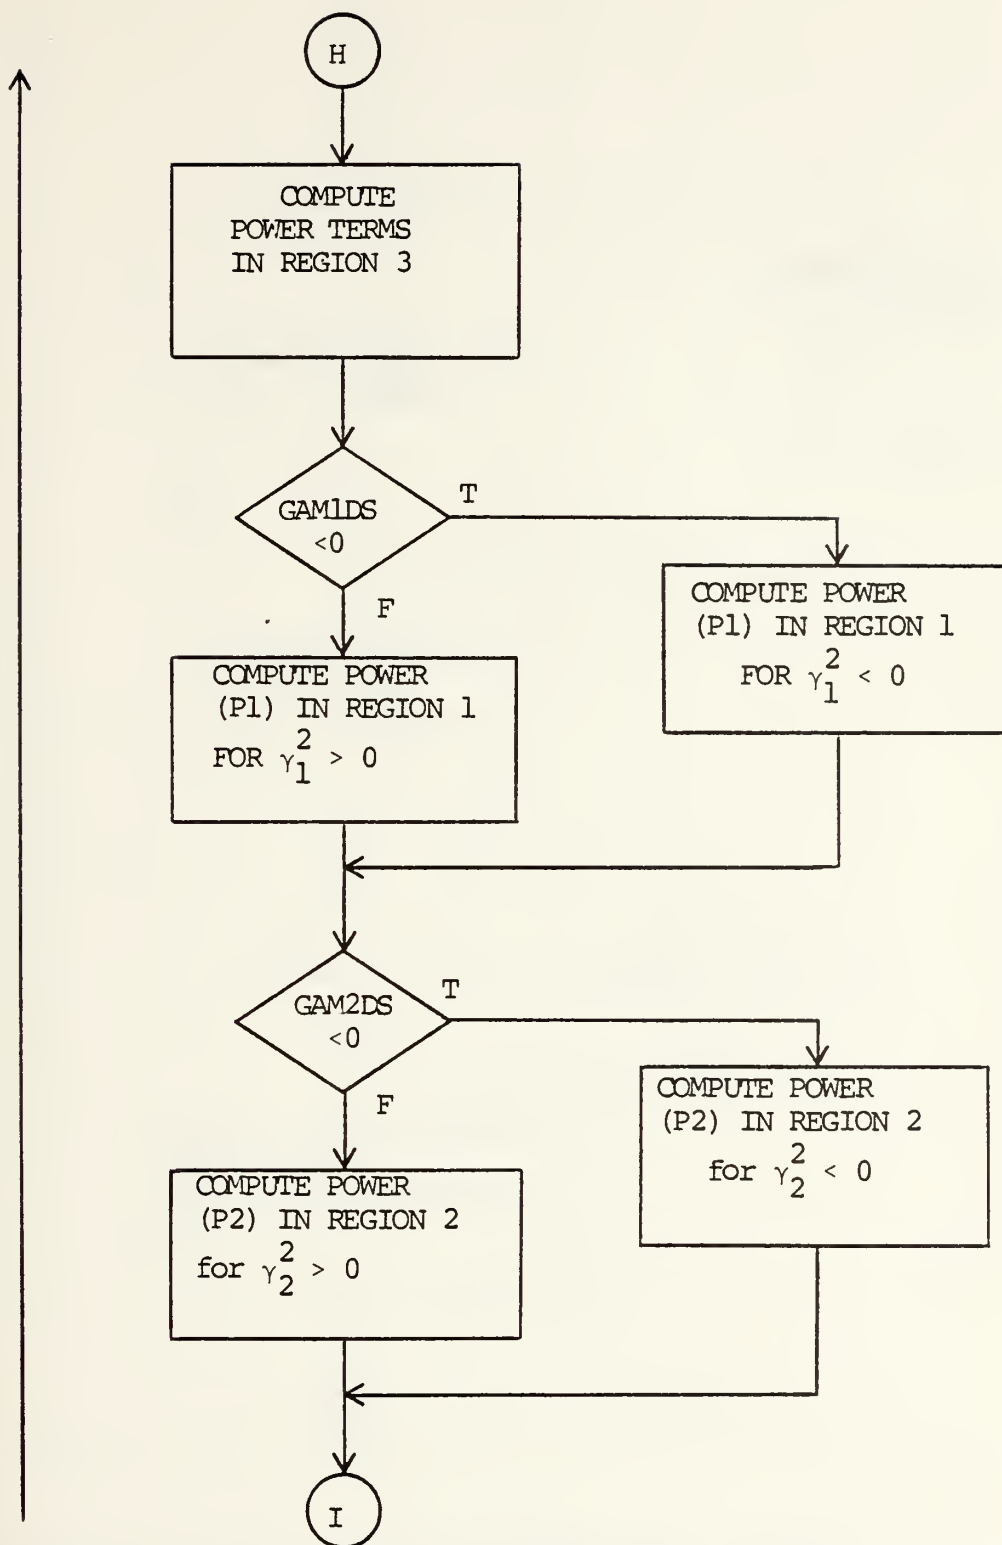 H
COMPUTE
POWER TERMS
IN REGION 3
GAM1DS
<0
T
F
COMPUTE POWER
(P1) IN REGION 1
FOR γ₁² < 0
COMPUTE POWER
(P1) IN REGION 1
FOR γ₁² > 0
GAM2DS
<0
T
F
COMPUTE POWER
(P2) IN REGION 2
for γ₂² < 0
COMPUTE POWER
(P2) IN REGION 2
for γ₂² > 0
I